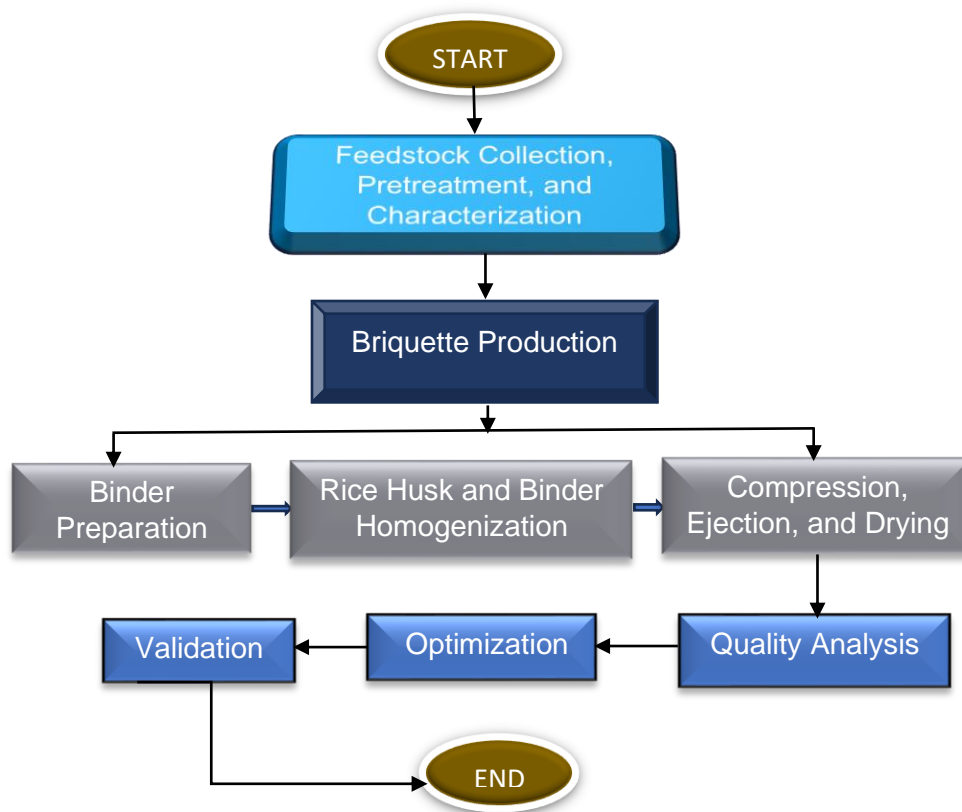 START
Feedstock Collection,
Pretreatment, and
Characterization
Briquette Production
Binder
Preparation
Rice Husk and Binder
Homogenization
Compression,
Ejection, and Drying
Validation
Optimization
Quality Analysis
END